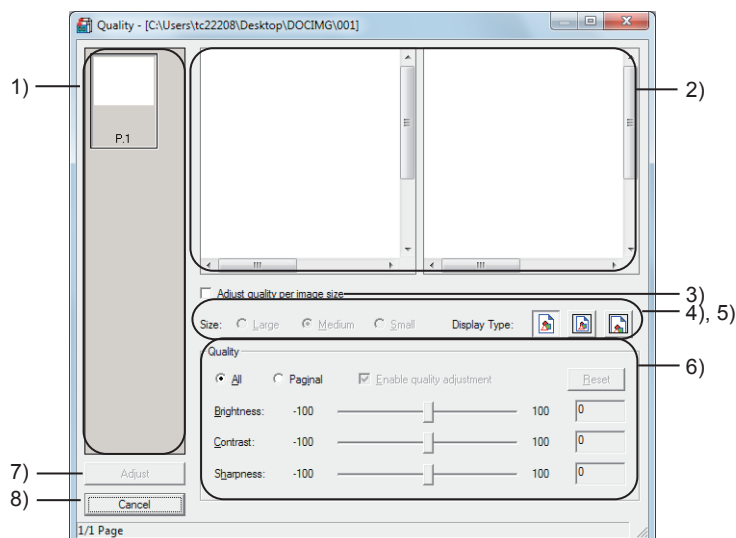 Quality - [C:\Users\tc22208\Desktop\DOCIMG\001]
1)
2)
P.1
Adjust quality per image size
3)
4), 5)
Size: Large Medium Small Display Type:
Quality
6)
All Paginal Enable quality adjustment Reset
Brightness: -100 100 0
Contrast: -100 100 0
Sharpness: -100 100 0
7) Adjust
8) Cancel
1/1 Page